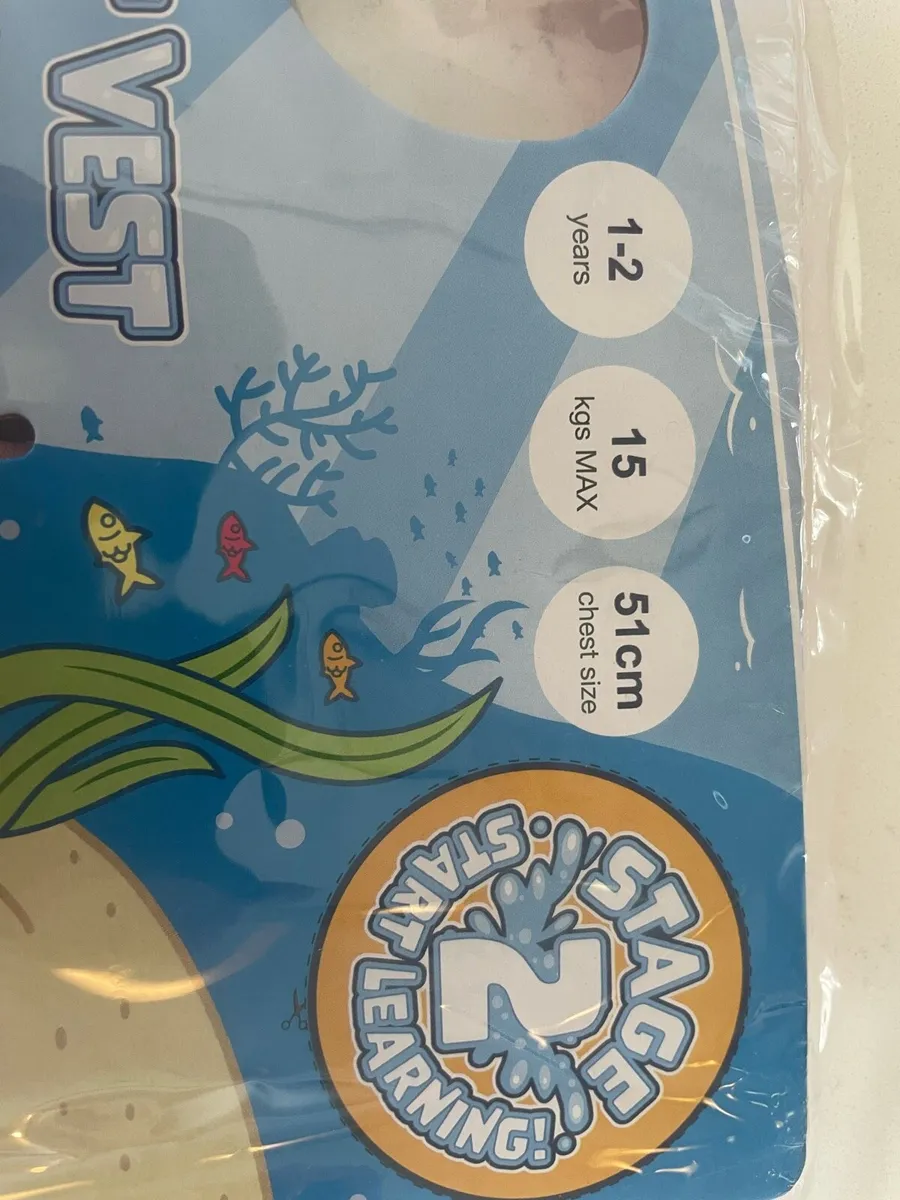 VEST
1-2
years
15
kgs MAX
51cm
chest size
STAGE
2
START LEARNING!